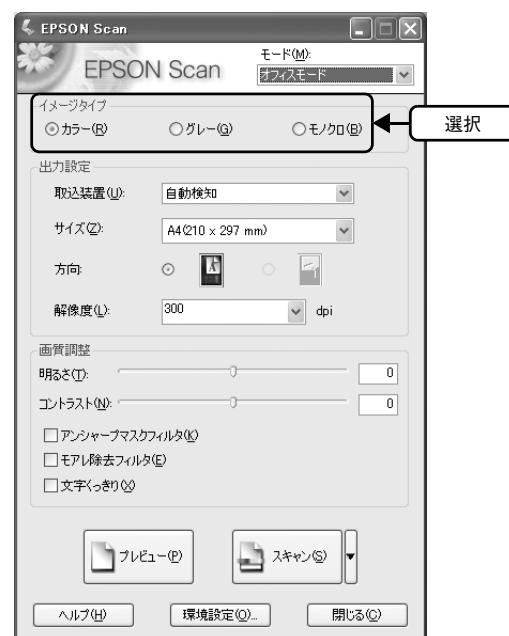 EPSON Scan
EPSON Scan
モード(M):
オフィスモード
イメージタイプ
カラー(R) グレー(G) モノクロ(B)
選択
出力設定
取込装置(U): 自動検知
サイズ(Z): A4(210 x 297 mm)
方向:
解像度(L): 300 dpi
画質調整
明るさ(T): 0
コントラスト(N): 0
アンシャープマスクフィルタ(K)
モアレ除去フィルタ(E)
文字くっきり(X)
プレビュー(P) スキャン(S)
ヘルプ(H) 環境設定(O)... 閉じる(C)